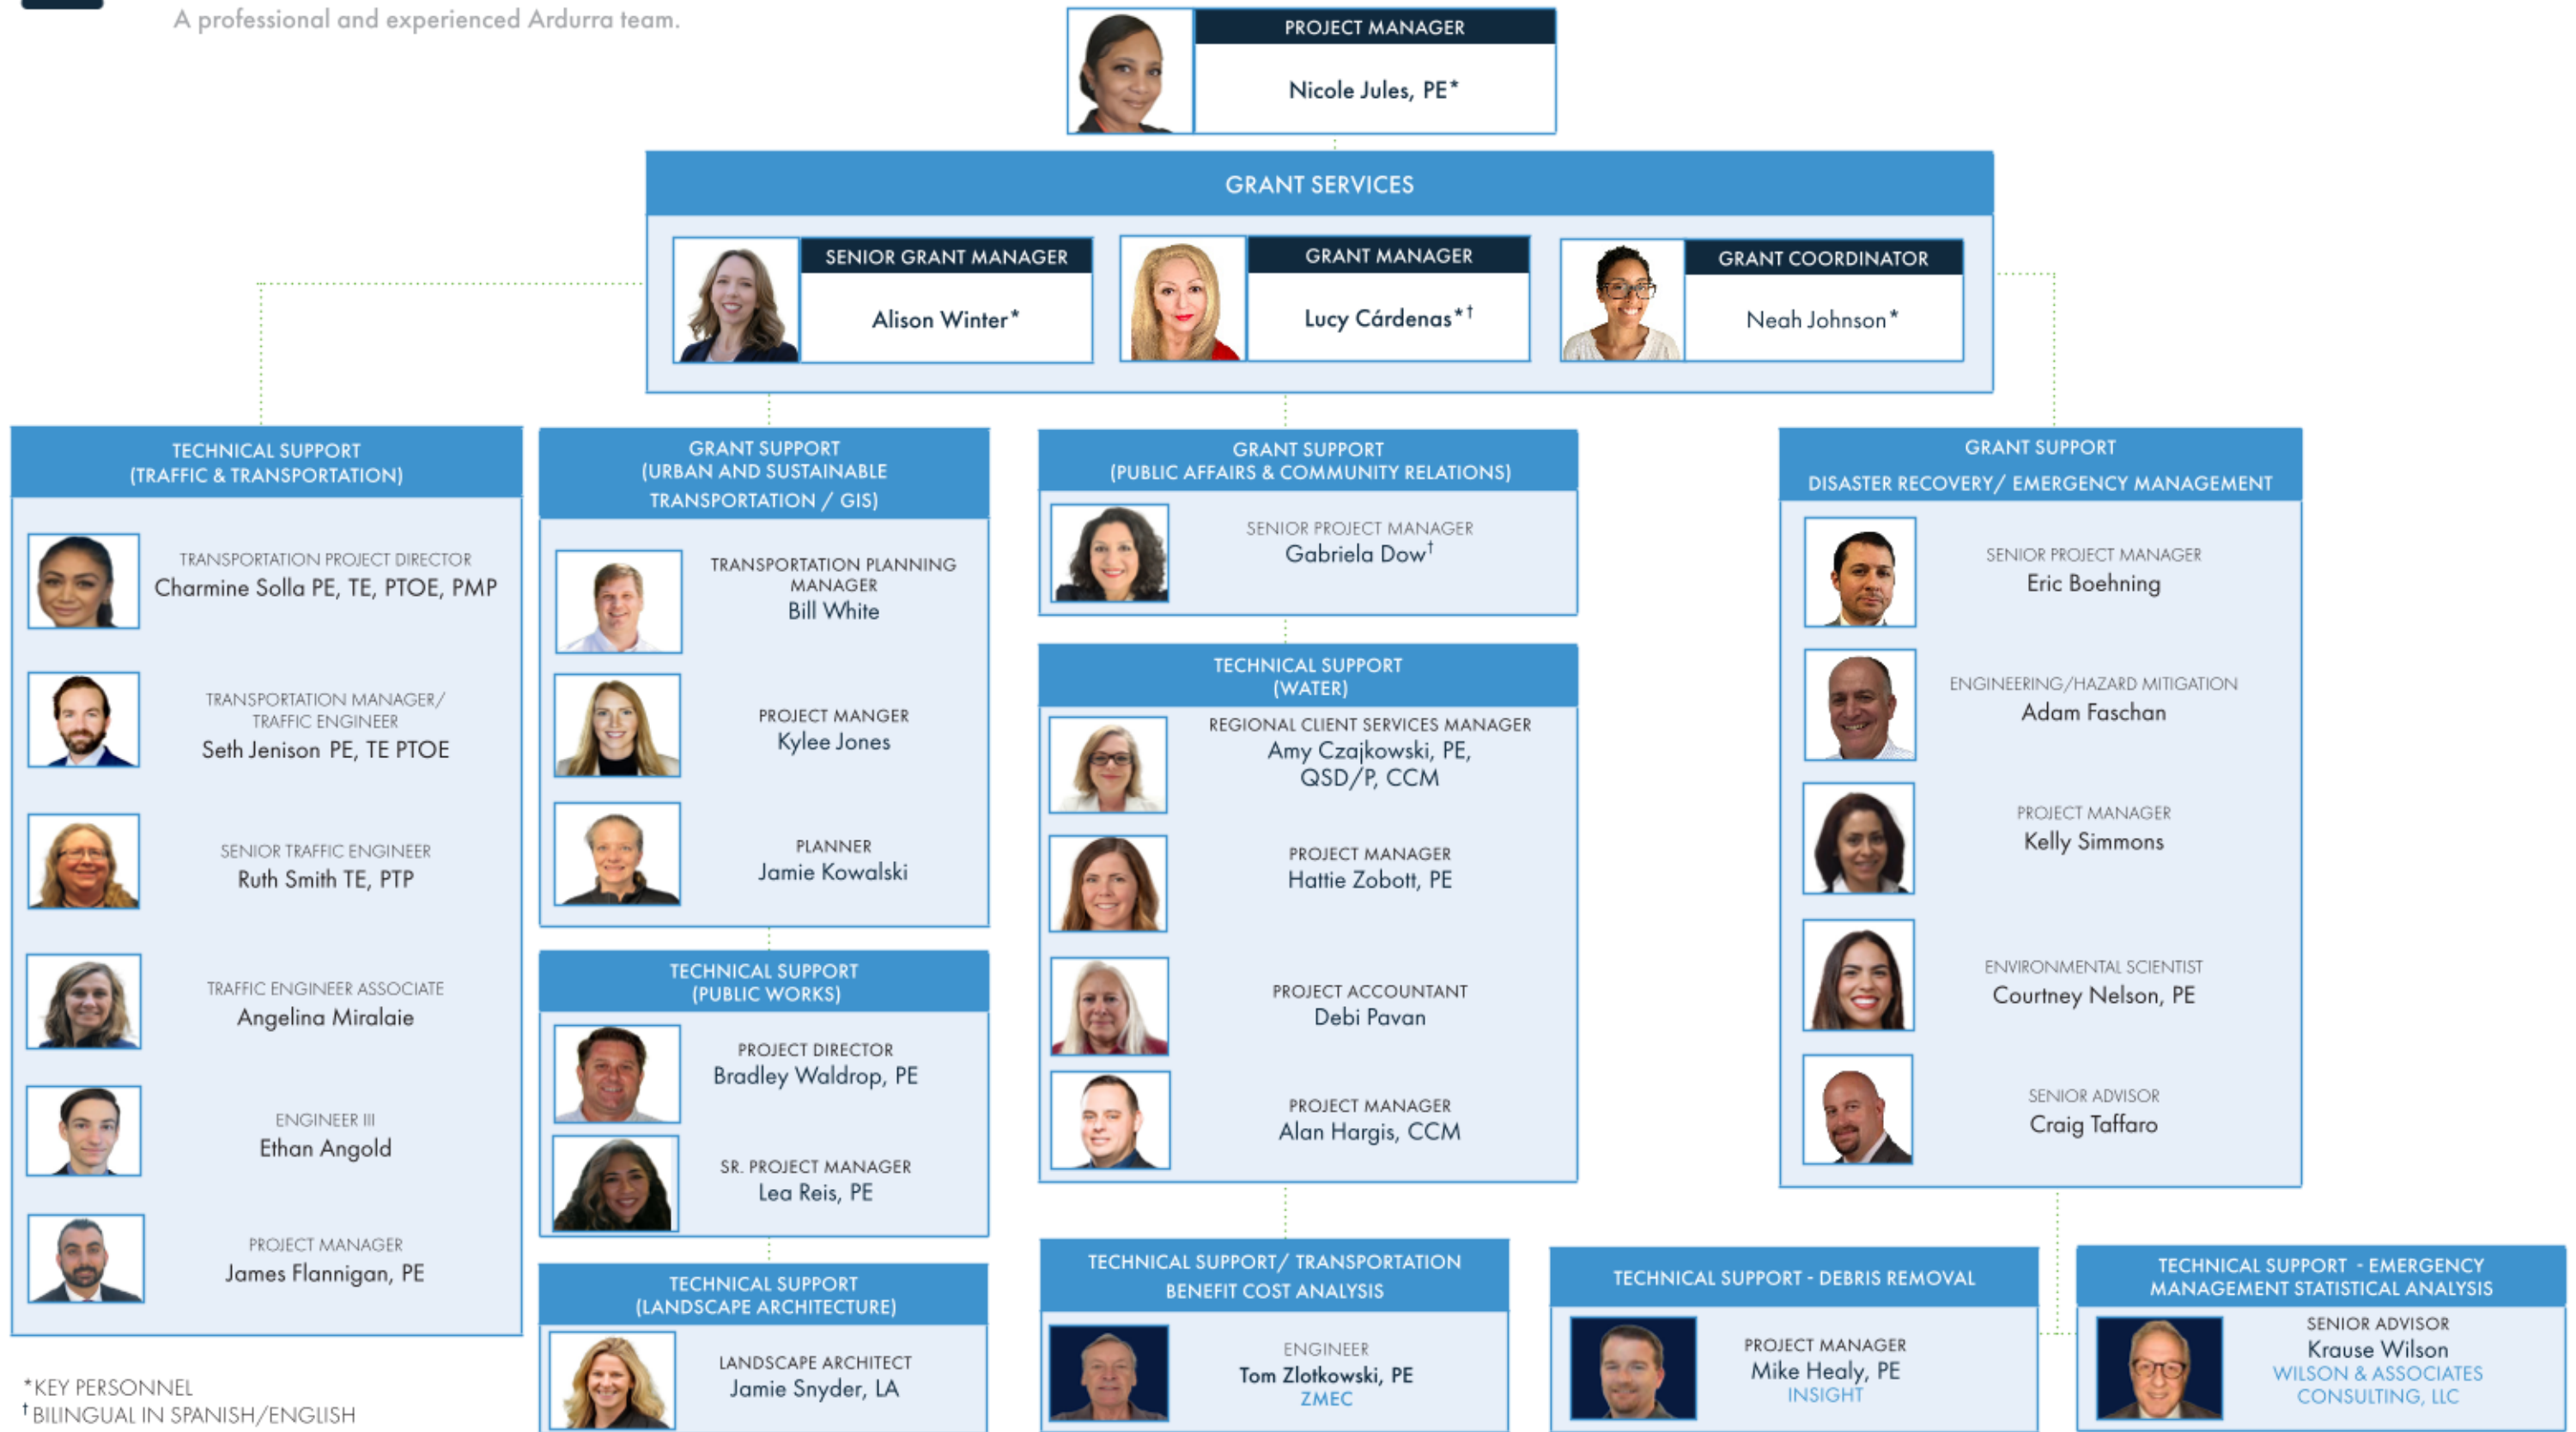 A professional and experienced Ardurra team.
PROJECT MANAGER
Nicole Jules, PE*
GRANT SERVICES
SENIOR GRANT MANAGER
Alison Winter*
GRANT MANAGER
Lucy Cárdenas*†
GRANT COORDINATOR
Neah Johnson*
TECHNICAL SUPPORT
(TRAFFIC & TRANSPORTATION)
TRANSPORTATION PROJECT DIRECTOR
Charmine Solla PE, TE, PTOE, PMP
TRANSPORTATION MANAGER/
TRAFFIC ENGINEER
Seth Jenison PE, TE PTOE
SENIOR TRAFFIC ENGINEER
Ruth Smith TE, PTP
TRAFFIC ENGINEER ASSOCIATE
Angelina Miralaie
ENGINEER III
Ethan Angold
PROJECT MANAGER
James Flannigan, PE
GRANT SUPPORT
(URBAN AND SUSTAINABLE
TRANSPORTATION / GIS)
TRANSPORTATION PLANNING
MANAGER
Bill White
PROJECT MANGER
Kylee Jones
PLANNER
Jamie Kowalski
TECHNICAL SUPPORT
(PUBLIC WORKS)
PROJECT DIRECTOR
Bradley Waldrop, PE
SR. PROJECT MANAGER
Lea Reis, PE
TECHNICAL SUPPORT
(LANDSCAPE ARCHITECTURE)
LANDSCAPE ARCHITECT
Jamie Snyder, LA
GRANT SUPPORT
(PUBLIC AFFAIRS & COMMUNITY RELATIONS)
SENIOR PROJECT MANAGER
Gabriela Dow†
TECHNICAL SUPPORT
(WATER)
REGIONAL CLIENT SERVICES MANAGER
Amy Czajkowski, PE,
QSD/P, CCM
PROJECT MANAGER
Hattie Zobott, PE
PROJECT ACCOUNTANT
Debi Pavan
PROJECT MANAGER
Alan Hargis, CCM
TECHNICAL SUPPORT/ TRANSPORTATION
BENEFIT COST ANALYSIS
ENGINEER
Tom Zlotkowski, PE
ZMEC
GRANT SUPPORT
DISASTER RECOVERY/ EMERGENCY MANAGEMENT
SENIOR PROJECT MANAGER
Eric Boehning
ENGINEERING/HAZARD MITIGATION
Adam Faschan
PROJECT MANAGER
Kelly Simmons
ENVIRONMENTAL SCIENTIST
Courtney Nelson, PE
SENIOR ADVISOR
Craig Taffaro
TECHNICAL SUPPORT - DEBRIS REMOVAL
PROJECT MANAGER
Mike Healy, PE
INSIGHT
TECHNICAL SUPPORT - EMERGENCY
MANAGEMENT STATISTICAL ANALYSIS
SENIOR ADVISOR
Krause Wilson
WILSON & ASSOCIATES
CONSULTING, LLC
*KEY PERSONNEL
†BILINGUAL IN SPANISH/ENGLISH